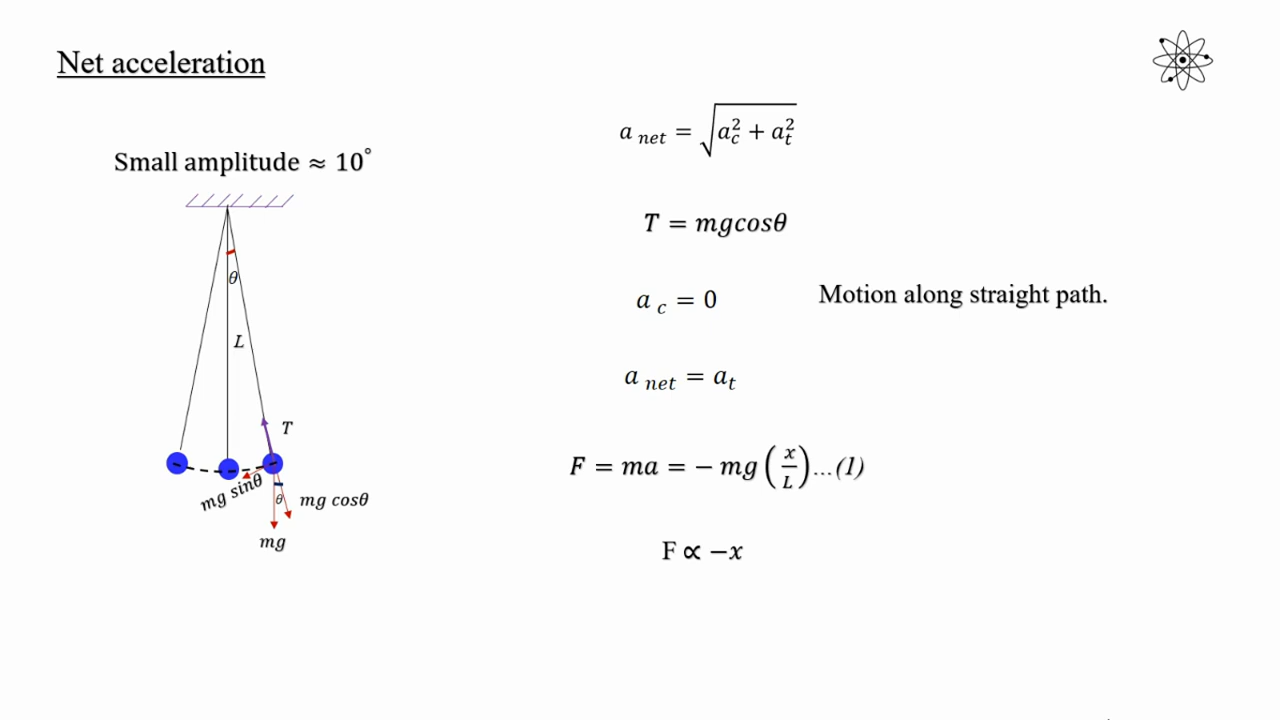 Net acceleration
Small amplitude ≈ 10°
θ
L
T
mg sinθ
θ
mg cosθ
mg
a net = √(a_c² + a_t²)
T = mgcosθ
a c = 0
Motion along straight path.
a net = a_t
F = ma = − mg (x/L)...(1)
F ∝ −x